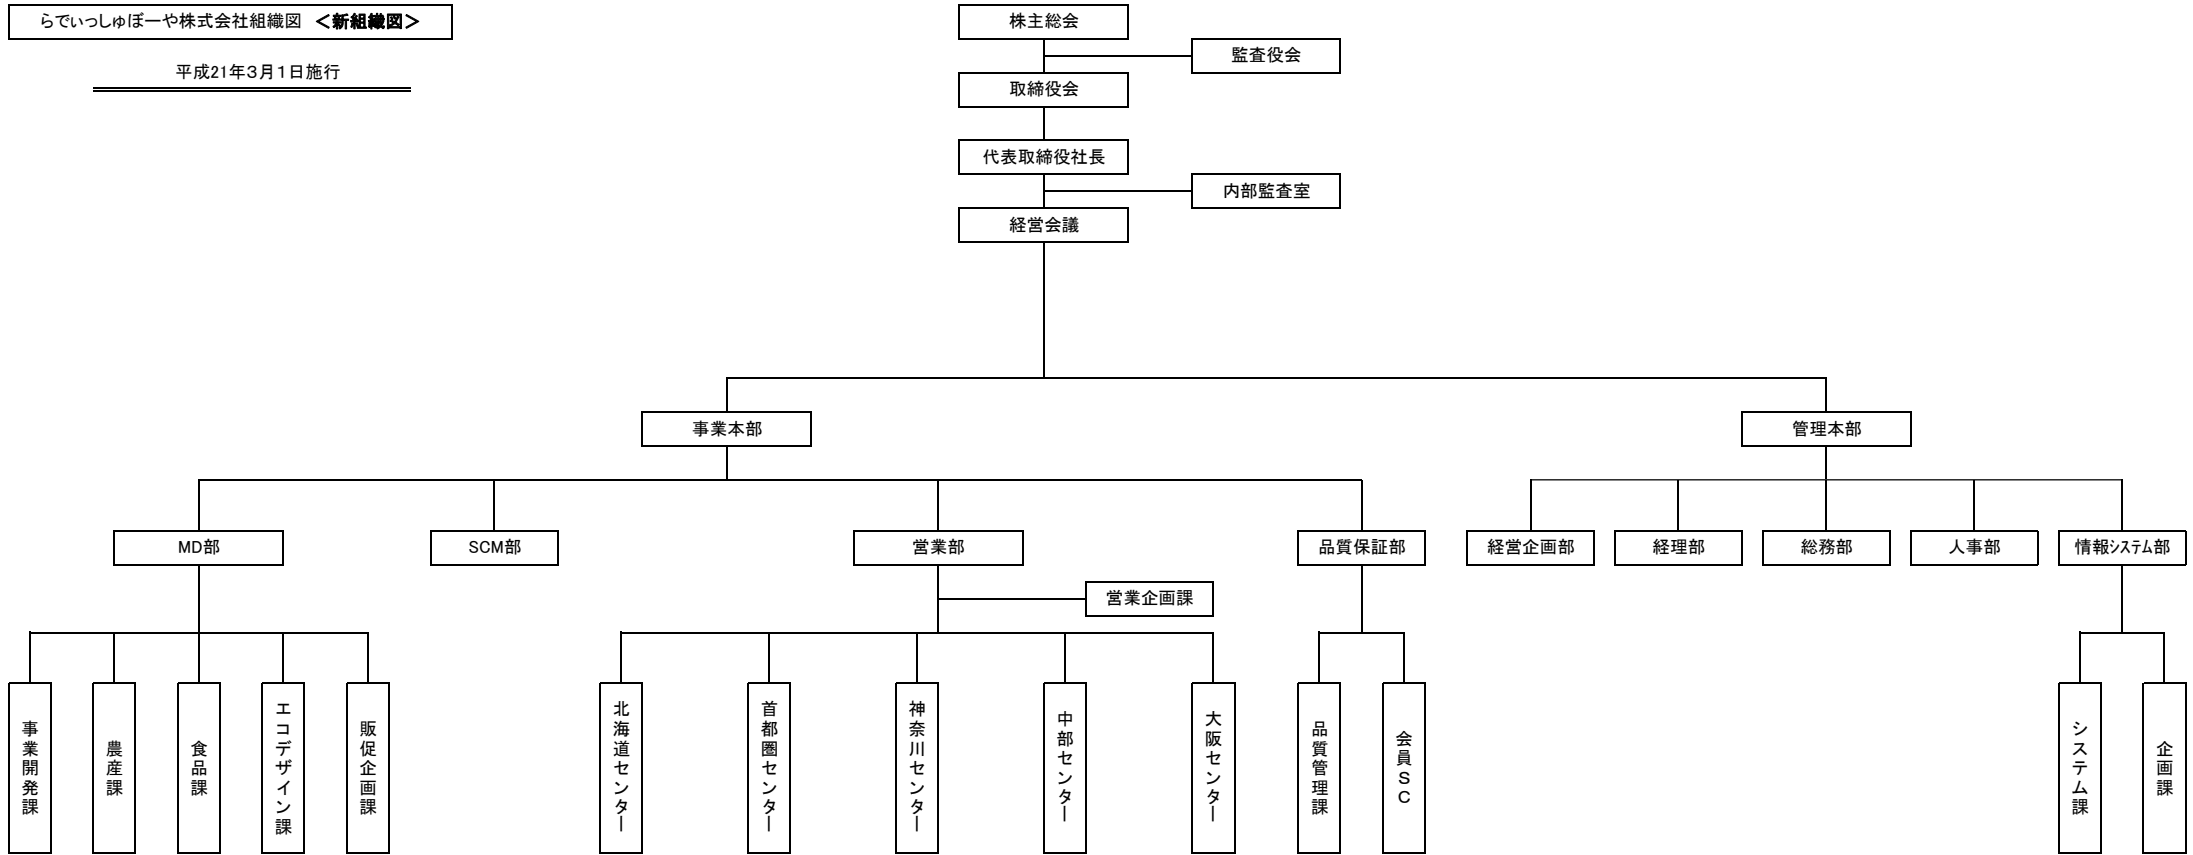 らでぃっしゅぼーや株式会社組織図 ＜新組織図＞
平成21年３月１日施行
株主総会
監査役会
取締役会
代表取締役社長
内部監査室
経営会議
事業本部
管理本部
MD部
SCM部
営業部
品質保証部
経営企画部
経理部
総務部
人事部
情報ｼｽﾃﾑ部
営業企画課
事業開発課
農産課
食品課
エコデザイン課
販促企画課
北海道センター
首都圏センター
神奈川センター
中部センター
大阪センター
品質管理課
会員ＳＣ
システム課
企画課